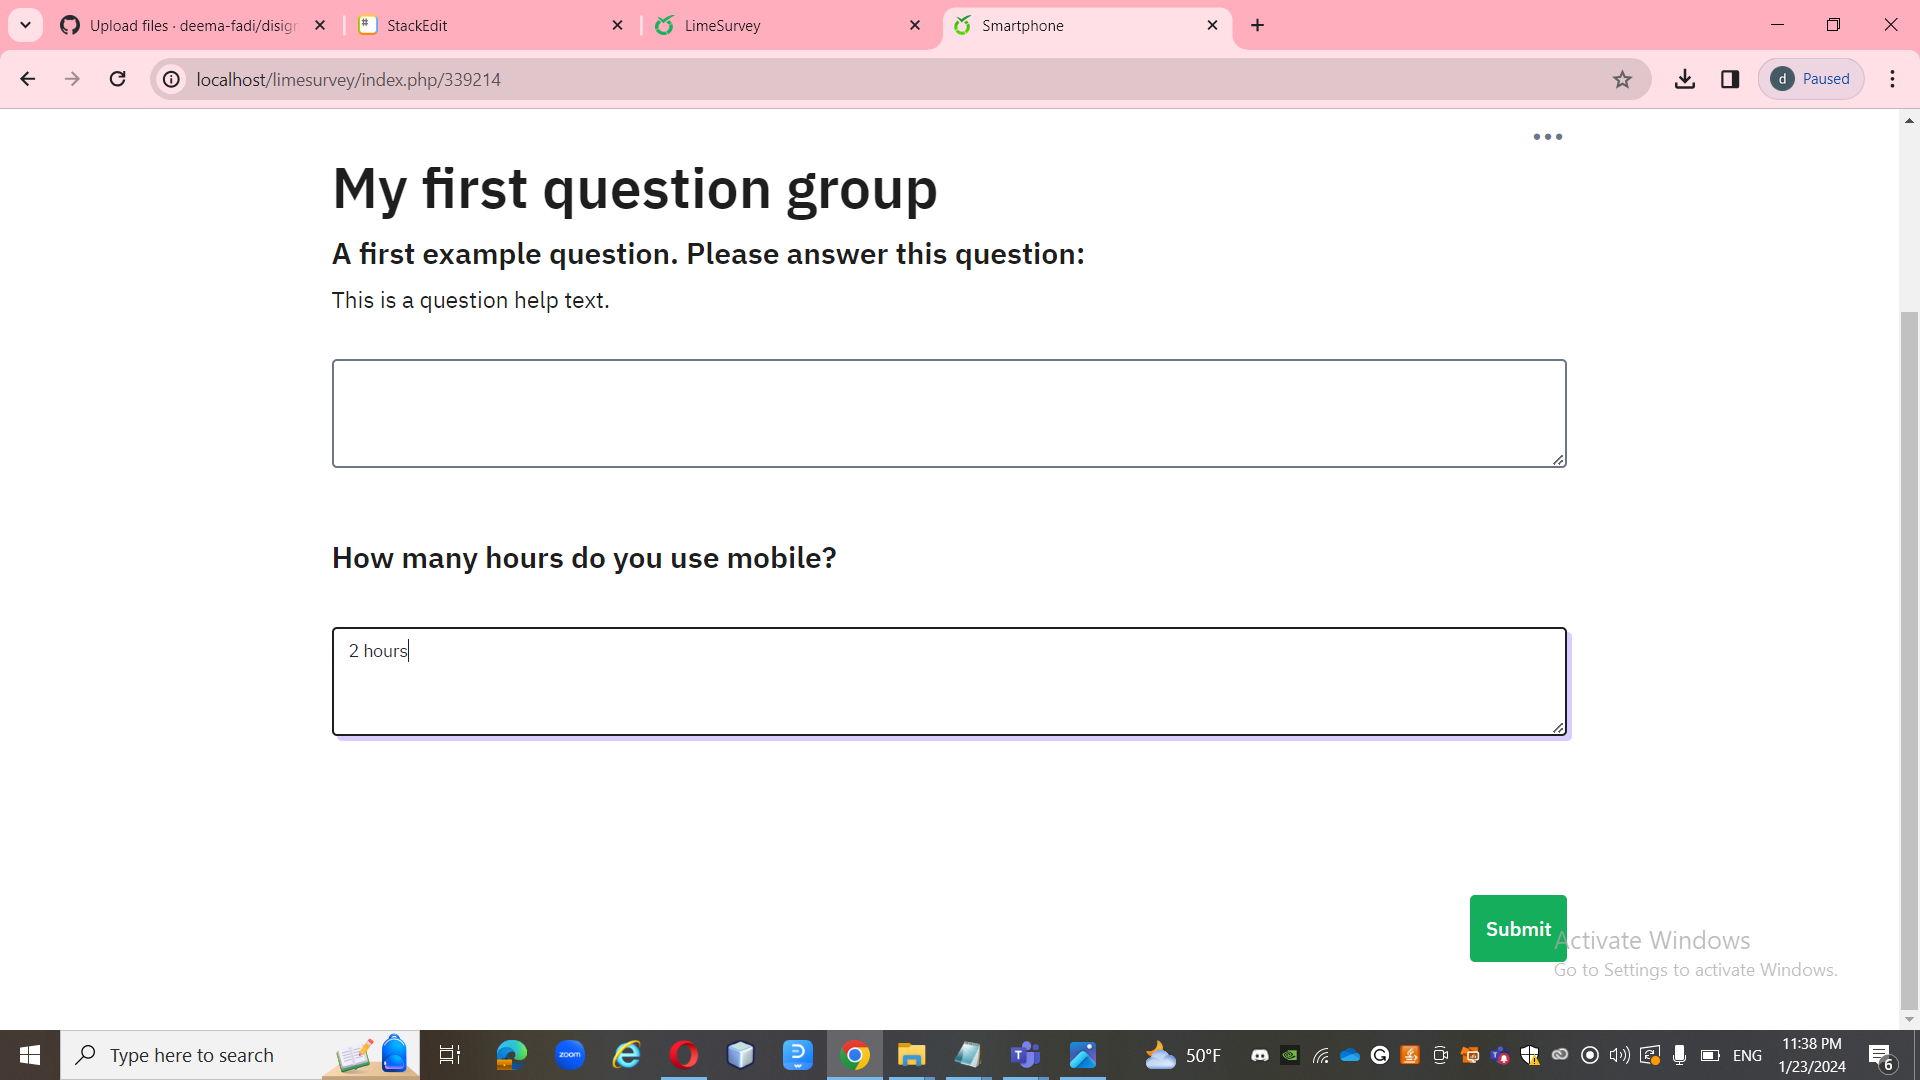 Upload files · deema-fadi/disigr
StackEdit
LimeSurvey
Smartphone
localhost/limesurvey/index.php/339214
d
Paused
My first question group
A first example question. Please answer this question:
This is a question help text.
How many hours do you use mobile?
2 hours
Submit
Activate Windows
Go to Settings to activate Windows.
Type here to search
zoom
50°F
ENG
11:38 PM
1/23/2024
6